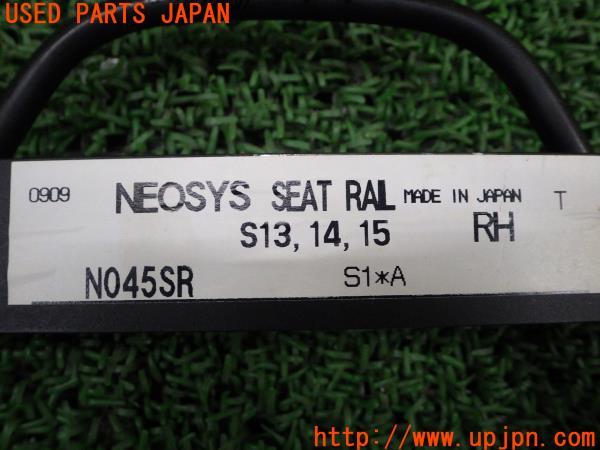 USED PARTS JAPAN
0909 NEOSYS SEAT RAIL MADE IN JAPAN T
S13, 14, 15 RH
N045SR S1*A
UPJ
www.upjpn.com